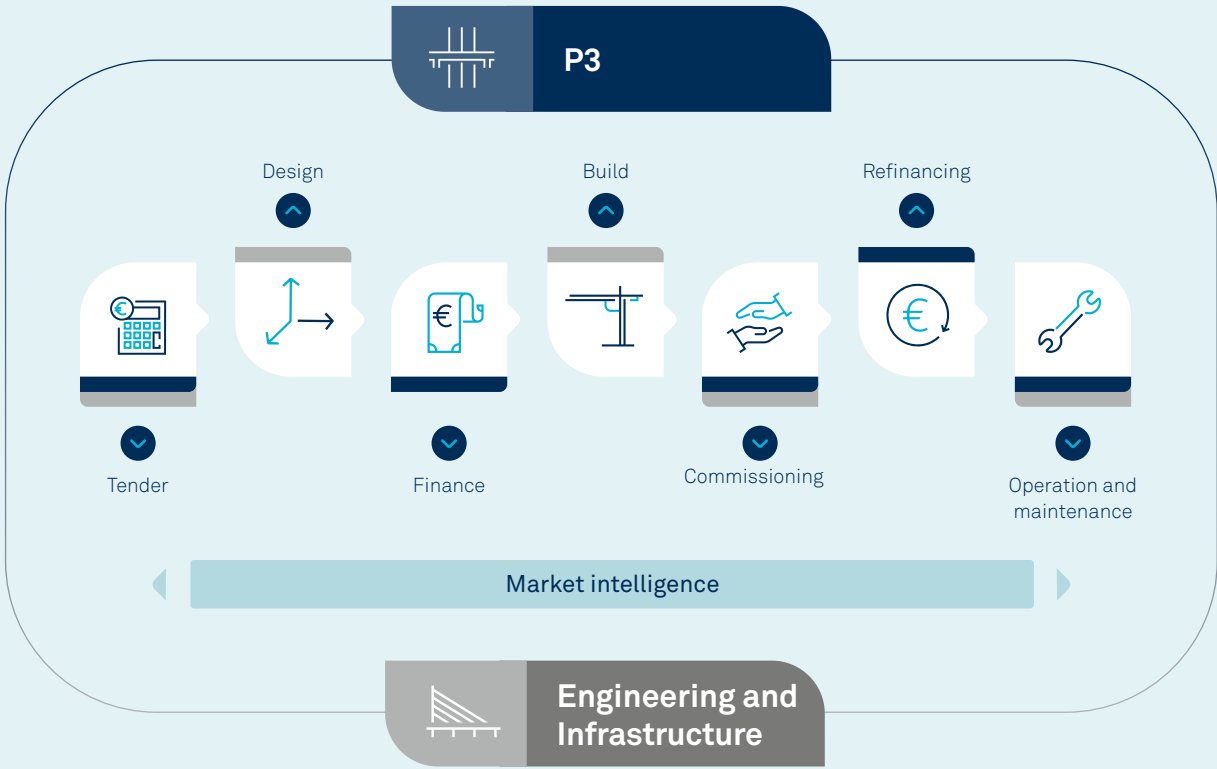 P3
Design
Build
Refinancing
€
€
€
Tender
Finance
Commissioning
Operation and
maintenance
Market intelligence
Engineering and
Infrastructure